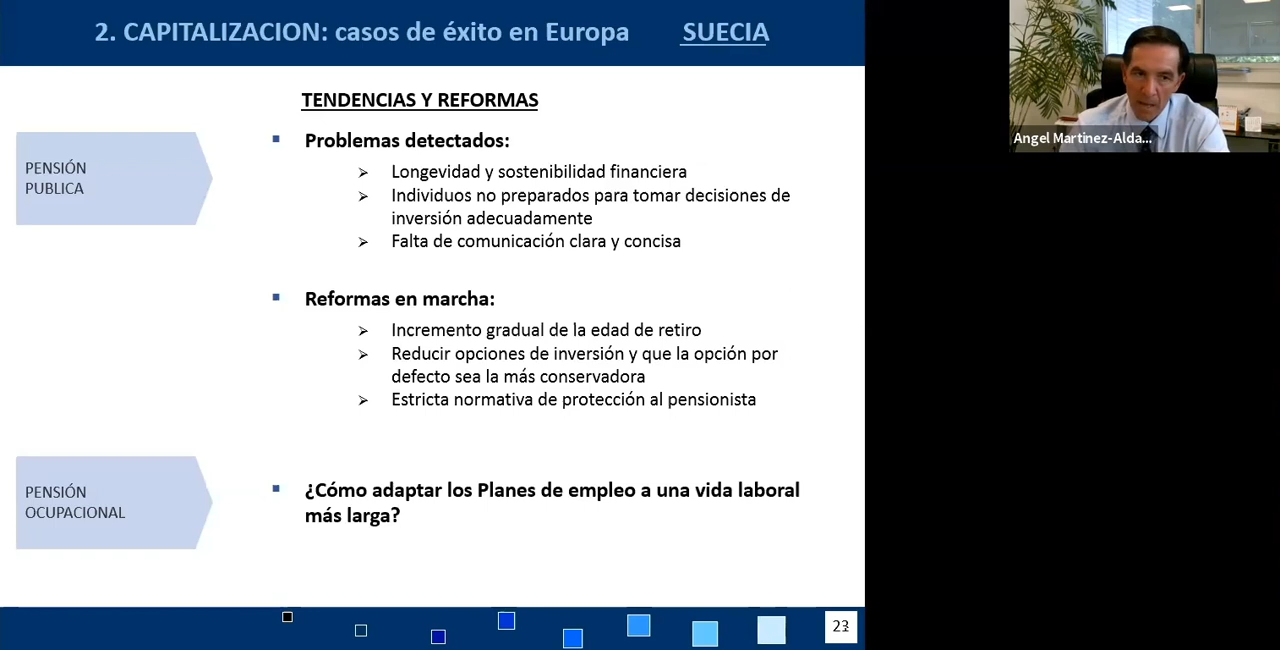 2. CAPITALIZACION: casos de éxito en Europa SUECIA
TENDENCIAS Y REFORMAS
PENSIÓN
PUBLICA
Problemas detectados:
Longevidad y sostenibilidad financiera
Individuos no preparados para tomar decisiones de
inversión adecuadamente
Falta de comunicación clara y concisa
Reformas en marcha:
Incremento gradual de la edad de retiro
Reducir opciones de inversión y que la opción por
defecto sea la más conservadora
Estricta normativa de protección al pensionista
PENSIÓN
OCUPACIONAL
¿Cómo adaptar los Planes de empleo a una vida laboral
más larga?
Angel Martinez-Alda...